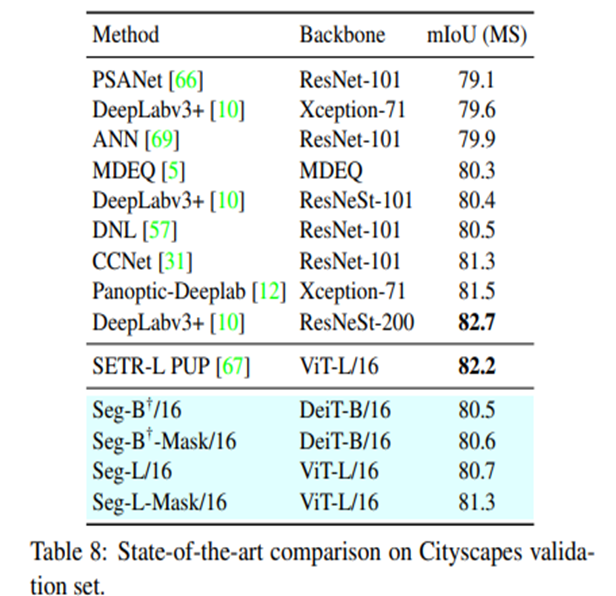 Method Backbone mIoU (MS)
PSANet [66] ResNet-101 79.1
DeepLabv3+ [10] Xception-71 79.6
ANN [69] ResNet-101 79.9
MDEQ [5] MDEQ 80.3
DeepLabv3+ [10] ResNeSt-101 80.4
DNL [57] ResNet-101 80.5
CCNet [31] ResNet-101 81.3
Panoptic-Deeplab [12] Xception-71 81.5
DeepLabv3+ [10] ResNeSt-200 82.7
SETR-L PUP [67] ViT-L/16 82.2
Seg-B†/16 DeiT-B/16 80.5
Seg-B†-Mask/16 DeiT-B/16 80.6
Seg-L/16 ViT-L/16 80.7
Seg-L-Mask/16 ViT-L/16 81.3
Table 8: State-of-the-art comparison on Cityscapes valida-
tion set.